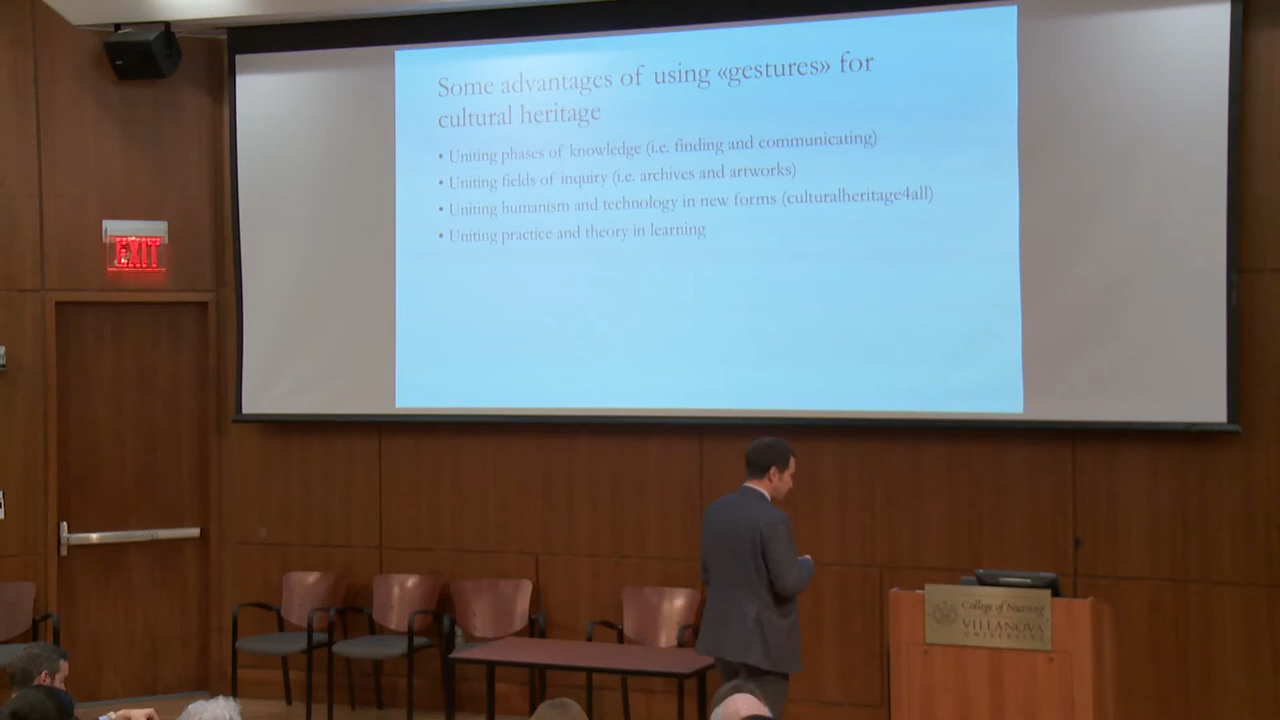 Some advantages of using «gestures» for
cultural heritage
• Uniting phases of knowledge (i.e. finding and communicating)
• Uniting fields of inquiry (i.e. archives and artworks)
• Uniting humanism and technology in new forms (culturalheritage4all)
• Uniting practice and theory in learning
EXIT
College of Nursing
VILLANOVA
UNIVERSITY